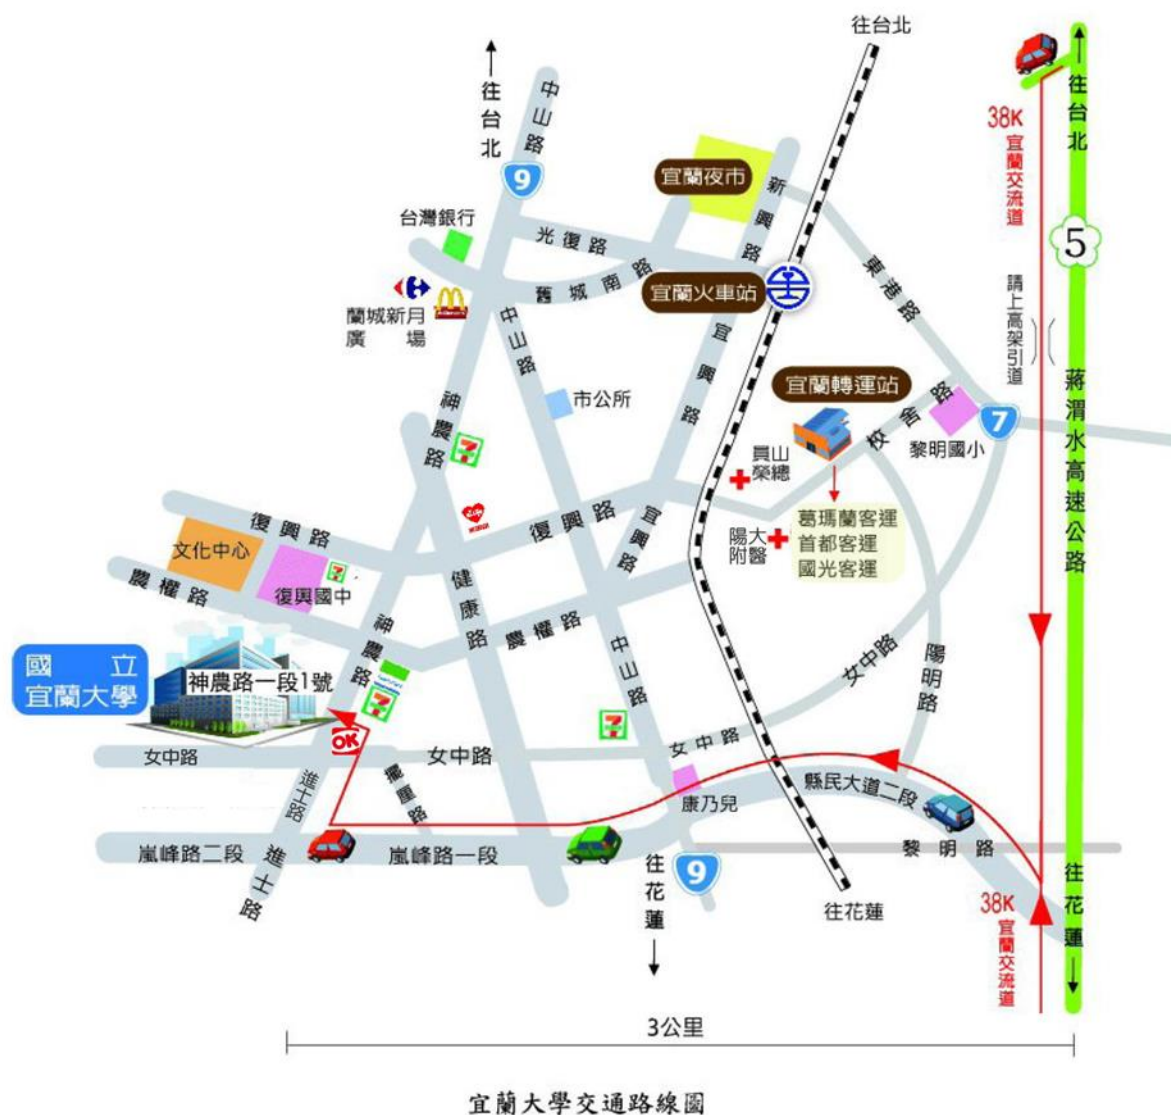 往台北
往台北
中山路
9
往台北
38K
宜蘭交流道
5
宜蘭夜市
新興路
台灣銀行
光復路
舊城南路
宜蘭火車站
東港路
請上高架引道
蘭城新月
廣場
中山路
宜興路
蔣渭水高速公路
宜蘭轉運站
校舍路
7
市公所
神農路
黎明國小
員山
榮總
復興路
復興路
宜興路
陽大
附醫
葛瑪蘭客運
首都客運
國光客運
文化中心
農權路
復興國中
健康路
農權路
神農路
中山路
女中路
陽明路
國立
宜蘭大學
神農路一段1號
OK
女中路
女中路
女中路
進士路
擺厘路
康乃兒
縣民大道二段
嵐峰路二段
嵐峰路一段
黎明路
進士路
往花蓮
9
往花蓮
38K
宜蘭交流道
往花蓮
3公里
宜蘭大學交通路線圖